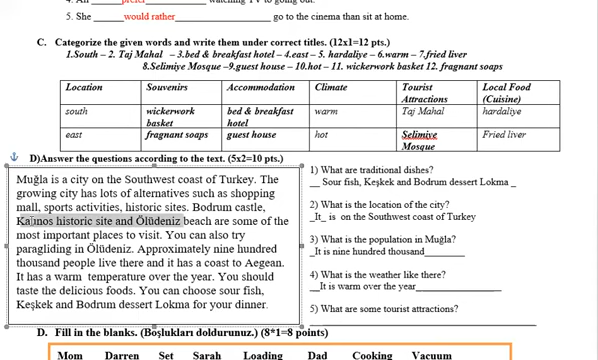 4. An prefer watching TV to going out.
5. She would rather go to the cinema than sit at home.
C. Categorize the given words and write them under correct titles. (12x1=12 pts.)
1.South – 2. Taj Mahal – 3.bed & breakfast hotel – 4.east – 5. hardaliye – 6.warm – 7.fried liver
8.Selimiye Mosque –9.guest house – 10.hot – 11. wickerwork basket 12. fragnant soaps
Location Souvenirs Accommodation Climate Tourist Attractions Local Food (Cuisine)
south wickerwork basket bed & breakfast hotel warm Taj Mahal hardaliye
east fragnant soaps guest house hot Selimiye Mosque Fried liver
D)Answer the questions according to the text. (5x2=10 pts.)
Muğla is a city on the Southwest coast of Turkey. The
growing city has lots of alternatives such as shopping
mall, sports activities, historic sites. Bodrum castle,
Kaunos historic site and Ölüdeniz beach are some of the
most important places to visit. You can also try
paragliding in Ölüdeniz. Approximately nine hundred
thousand people live there and it has a coast to Aegean.
It has a warm temperature over the year. You should
taste the delicious foods. You can choose sour fish,
Keşkek and Bodrum dessert Lokma for your dinner.
1) What are traditional dishes?
__ Sour fish, Keşkek and Bodrum dessert Lokma _
2) What is the location of the city?
_It_ is on the Southwest coast of Turkey
3) What is the population in Muğla?
_It is nine hundred thousand________
4) What is the weather like there?
__It is warm over the year________________
5) What are some tourist attractions?
D. Fill in the blanks. (Boşlukları doldurunuz.) (8*1=8 points)
Mom Darren Set Sarah Loading Dad Cooking Vacuum